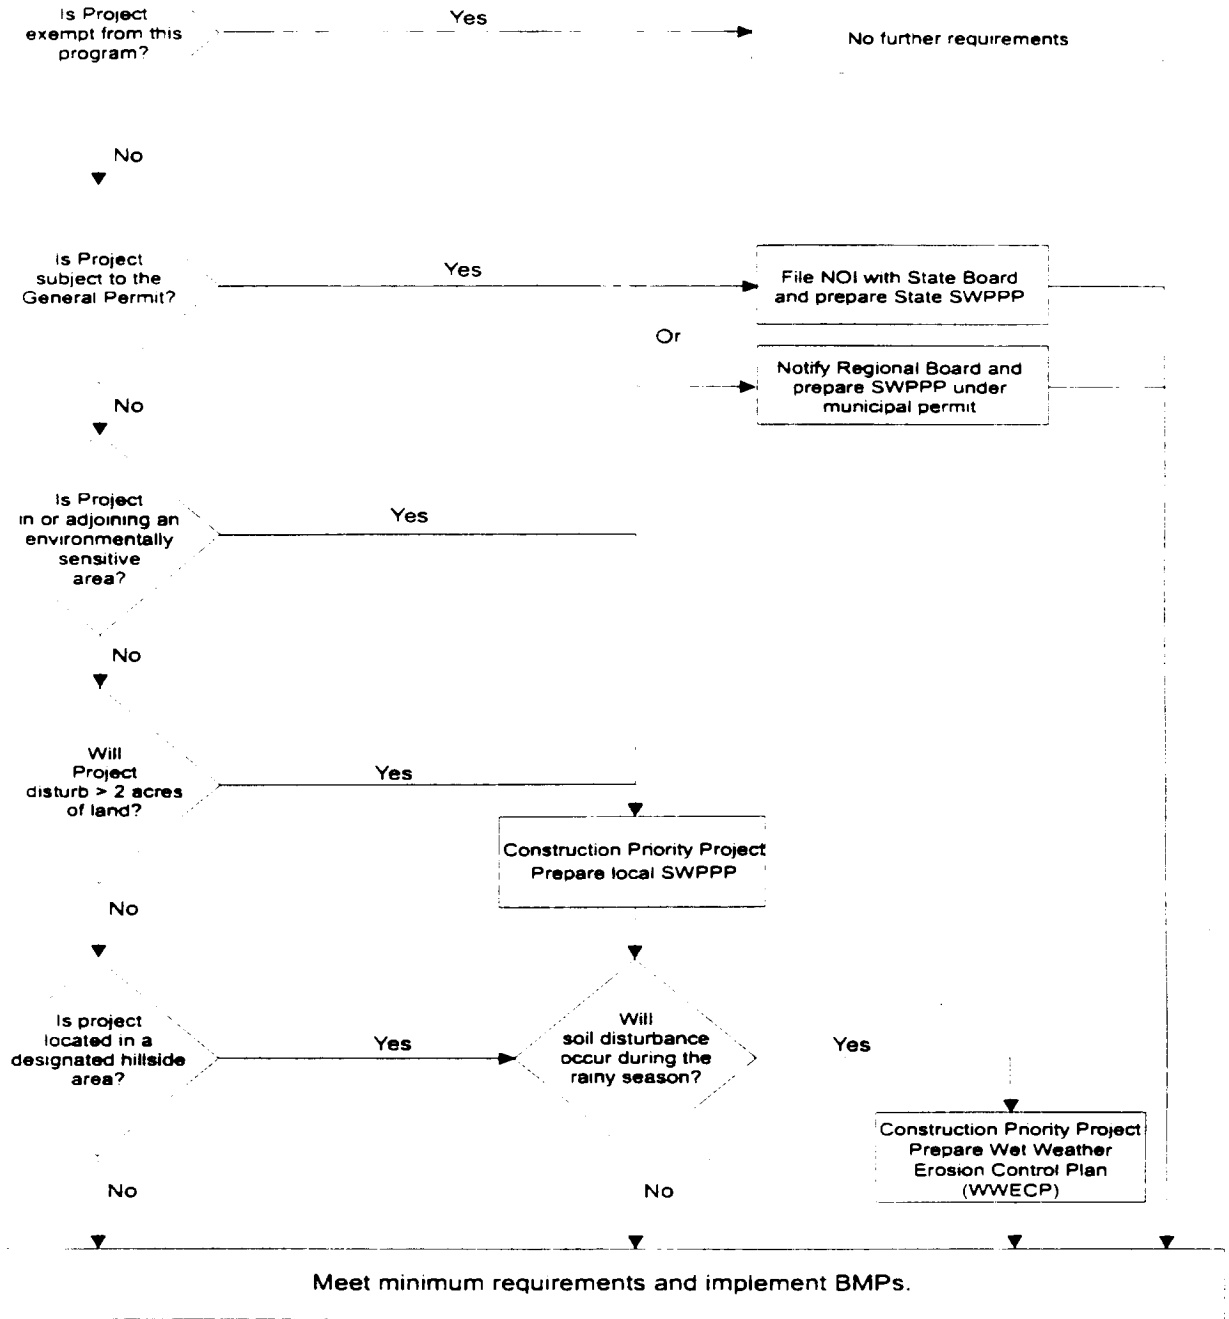 Is Project
exempt from this
program?
Yes
No further requirements
No
Is Project
subject to the
General Permit?
Yes
File NOI with State Board
and prepare State SWPPP
Or
Notify Regional Board and
prepare SWPPP under
municipal permit
No
Is Project
in or adjoining an
environmentally
sensitive
area?
Yes
No
Will
Project
disturb > 2 acres
of land?
Yes
Construction Priority Project
Prepare local SWPPP
No
Is project
located in a
designated hillside
area?
Yes
Will
soil disturbance
occur during the
rainy season?
Yes
Construction Priority Project
Prepare Wet Weather
Erosion Control Plan
(WWECP)
No
No
Meet minimum requirements and implement BMPs.